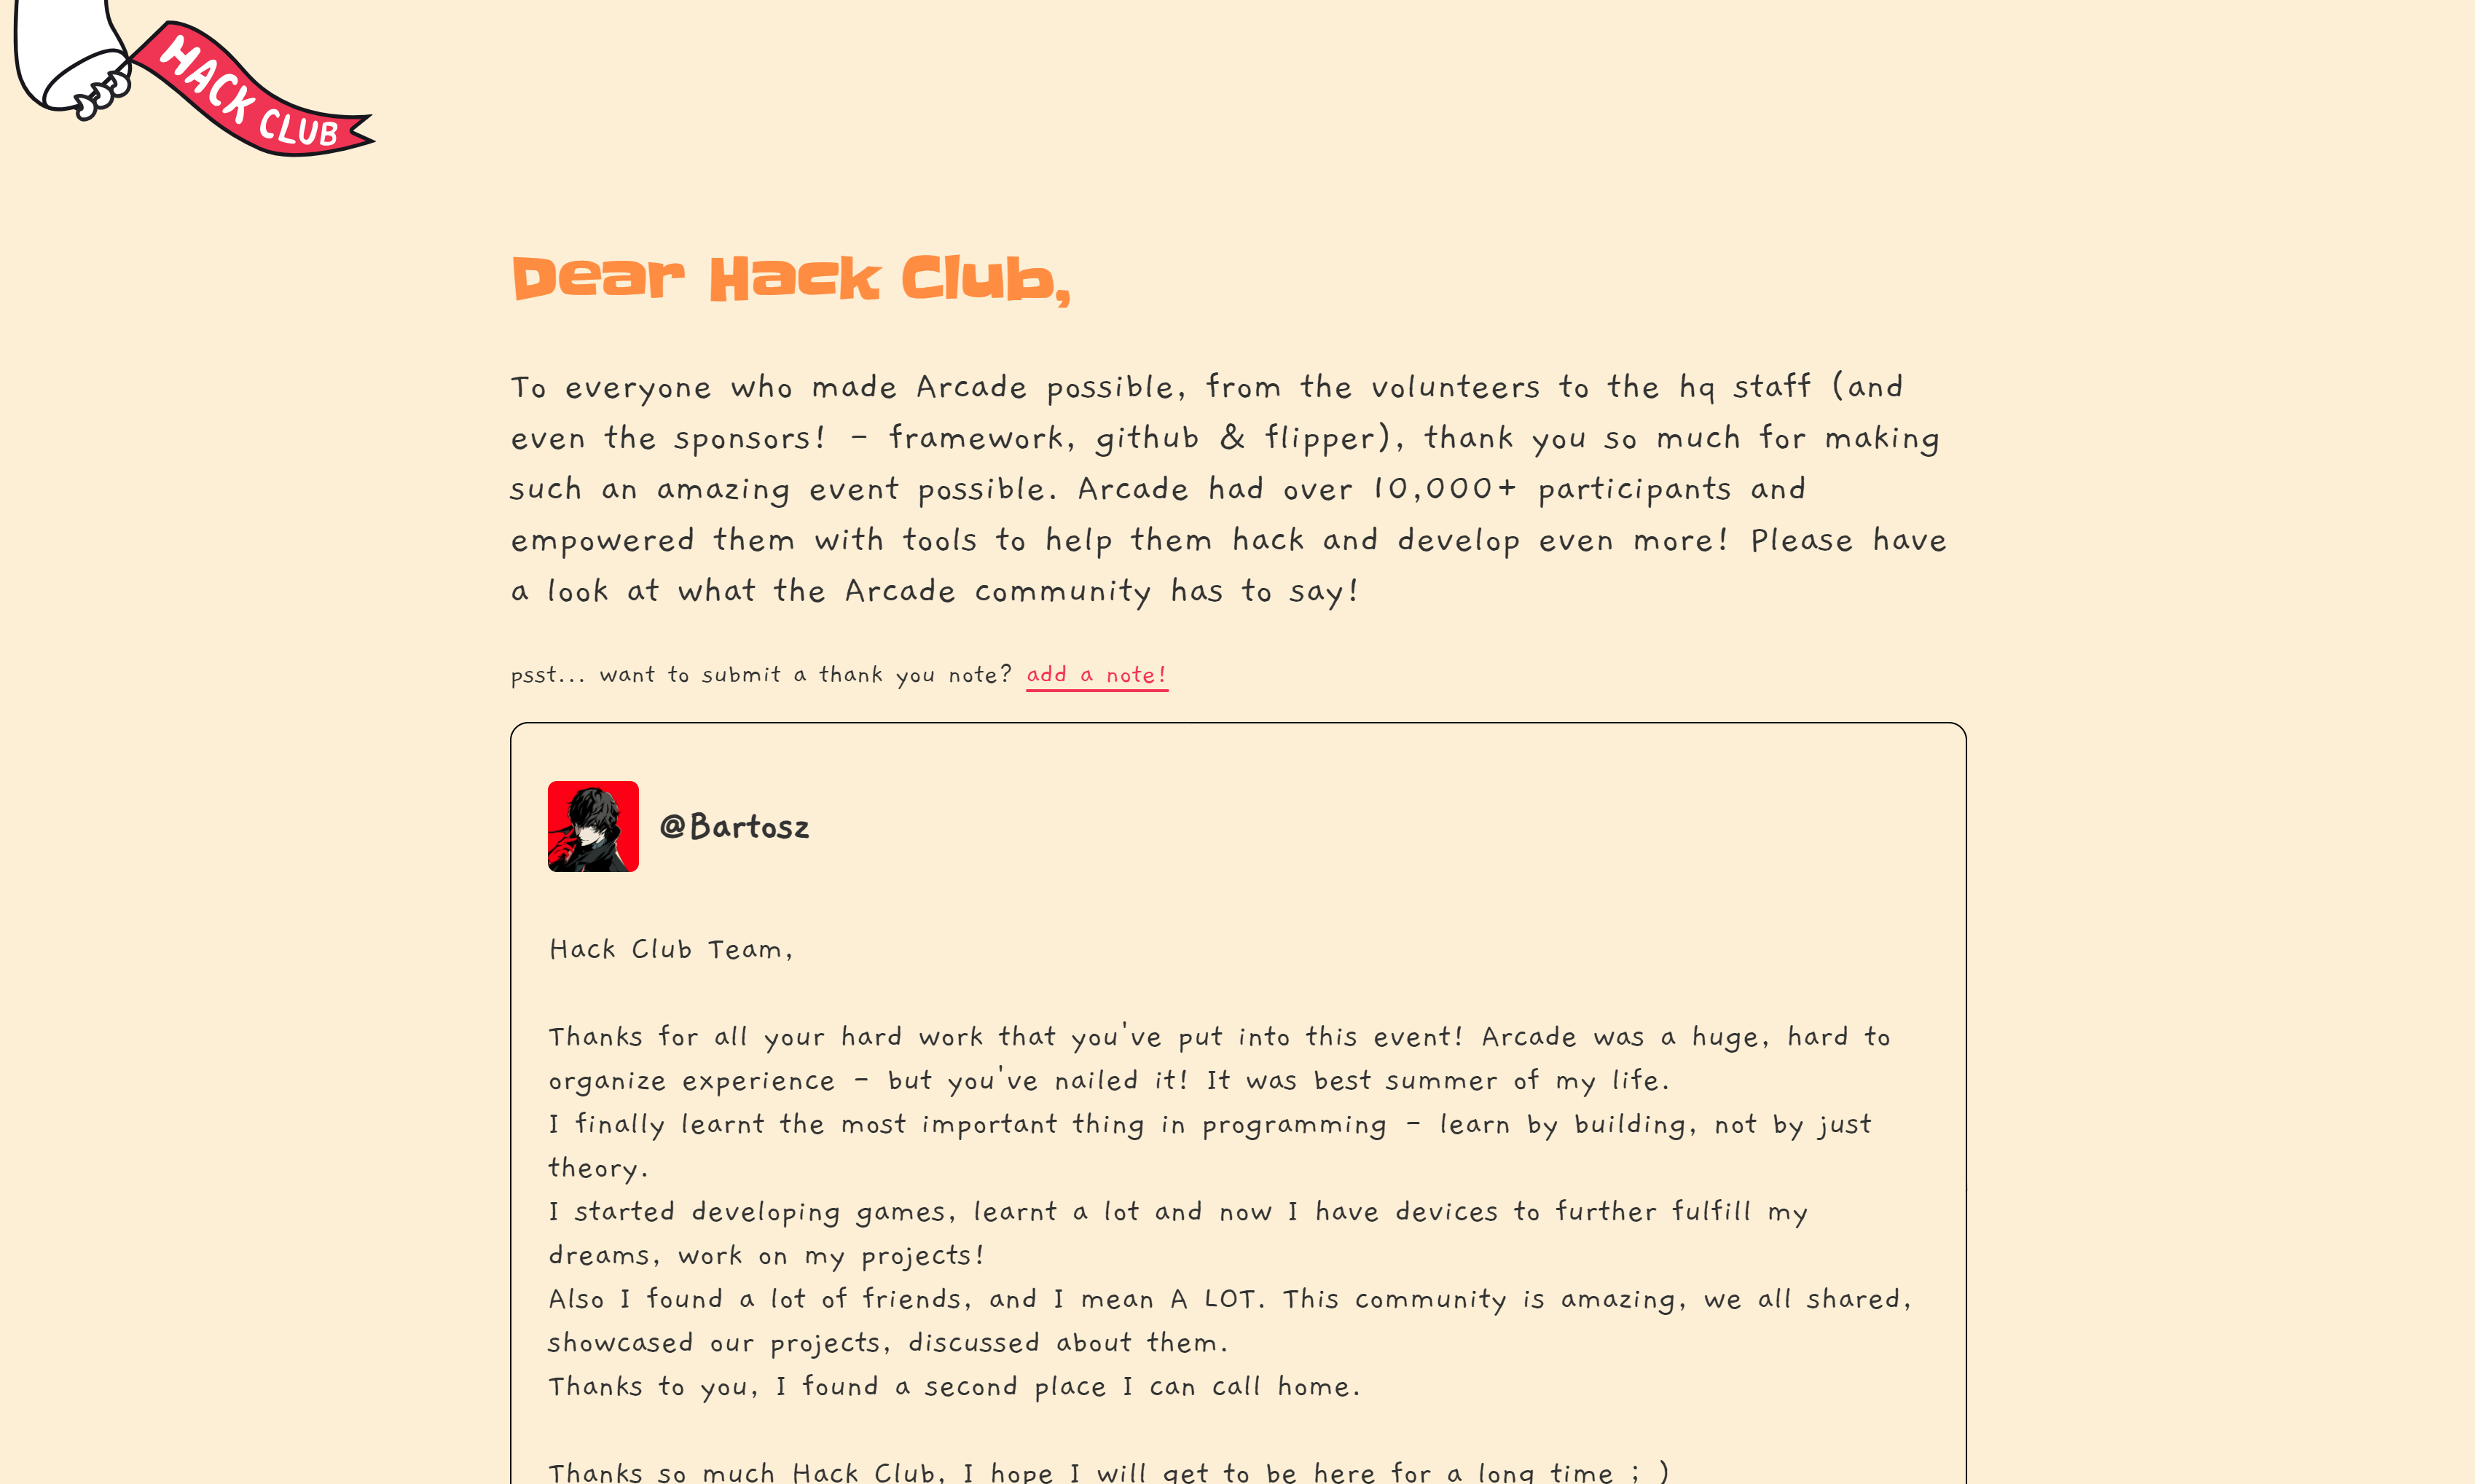 HACK CLUB
Dear Hack Club,
To everyone who made Arcade possible, from the volunteers to the hq staff (and
even the sponsors! - framework, github & flipper), thank you so much for making
such an amazing event possible. Arcade had over 10,000+ participants and
empowered them with tools to help them hack and develop even more! Please have
a look at what the Arcade community has to say!
psst... want to submit a thank you note? add a note!
@Bartosz
Hack Club Team,
Thanks for all your hard work that you've put into this event! Arcade was a huge, hard to
organize experience - but you've nailed it! It was best summer of my life.
I finally learnt the most important thing in programming - learn by building, not by just
theory.
I started developing games, learnt a lot and now I have devices to further fulfill my
dreams, work on my projects!
Also I found a lot of friends, and I mean A LOT. This community is amazing, we all shared,
showcased our projects, discussed about them.
Thanks to you, I found a second place I can call home.
Thanks so much Hack Club, I hope I will get to be here for a long time ; )